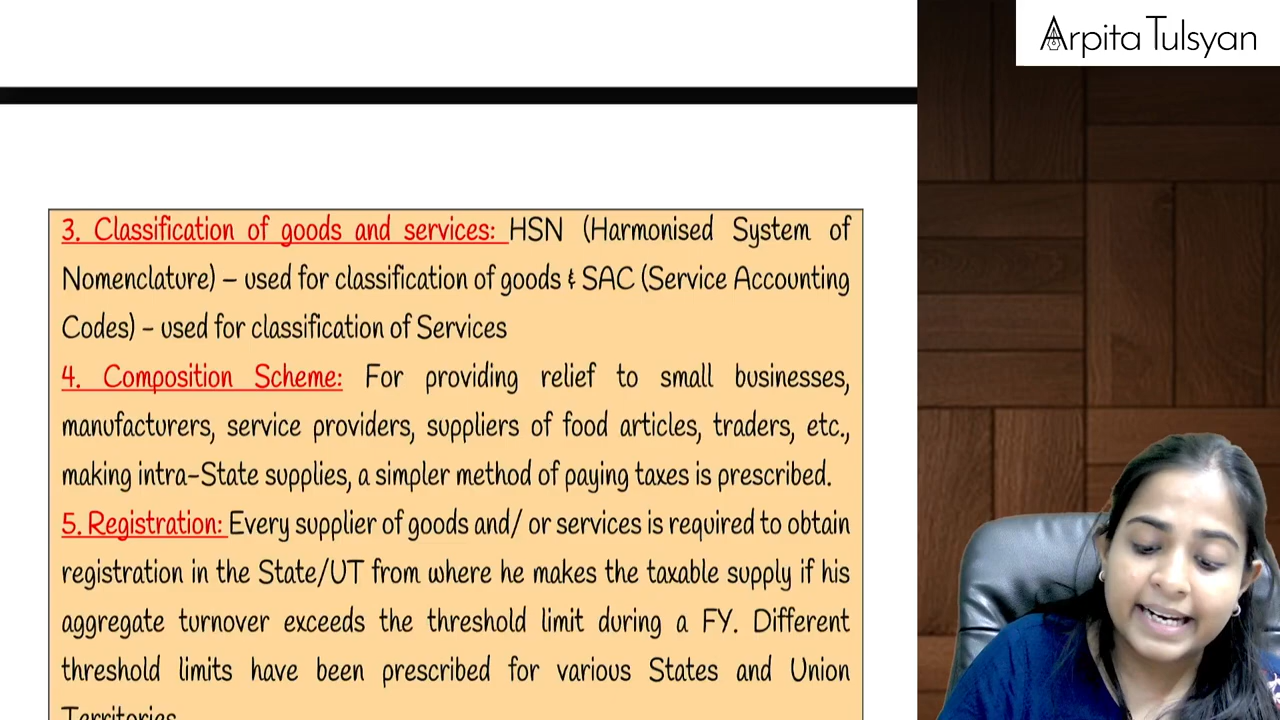 Arpita Tulsyan
3. Classification of goods and services: HSN (Harmonised System of
Nomenclature) – used for classification of goods & SAC (Service Accounting
Codes) - used for classification of Services
4. Composition Scheme: For providing relief to small businesses,
manufacturers, service providers, suppliers of food articles, traders, etc.,
making intra-State supplies, a simpler method of paying taxes is prescribed.
5. Registration: Every supplier of goods and/ or services is required to obtain
registration in the State/UT from where he makes the taxable supply if his
aggregate turnover exceeds the threshold limit during a FY. Different
threshold limits have been prescribed for various States and Union
Territories